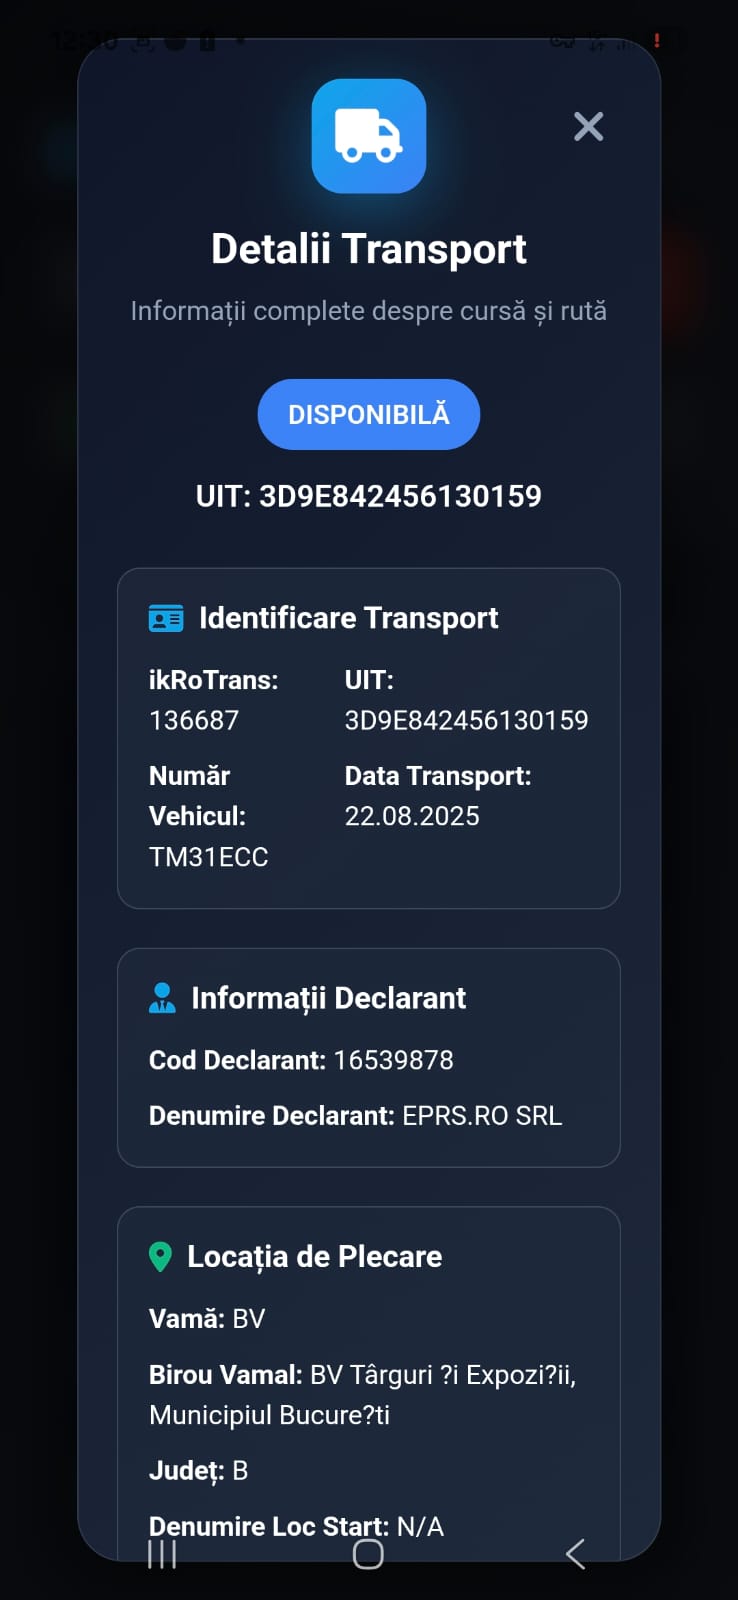 12:30
Detalii Transport
Informații complete despre cursă și rută
DISPONIBILĂ
UIT: 3D9E842456130159
Identificare Transport
ikRoTrans:
136687
UIT:
3D9E842456130159
Număr
Vehicul:
TM31ECC
Data Transport:
22.08.2025
Informații Declarant
Cod Declarant: 16539878
Denumire Declarant: EPRS.RO SRL
Locația de Plecare
Vamă: BV
Birou Vamal: BV Târguri ?i Expozi?ii,
Municipiul Bucure?ti
Județ: B
Denumire Loc Start: N/A